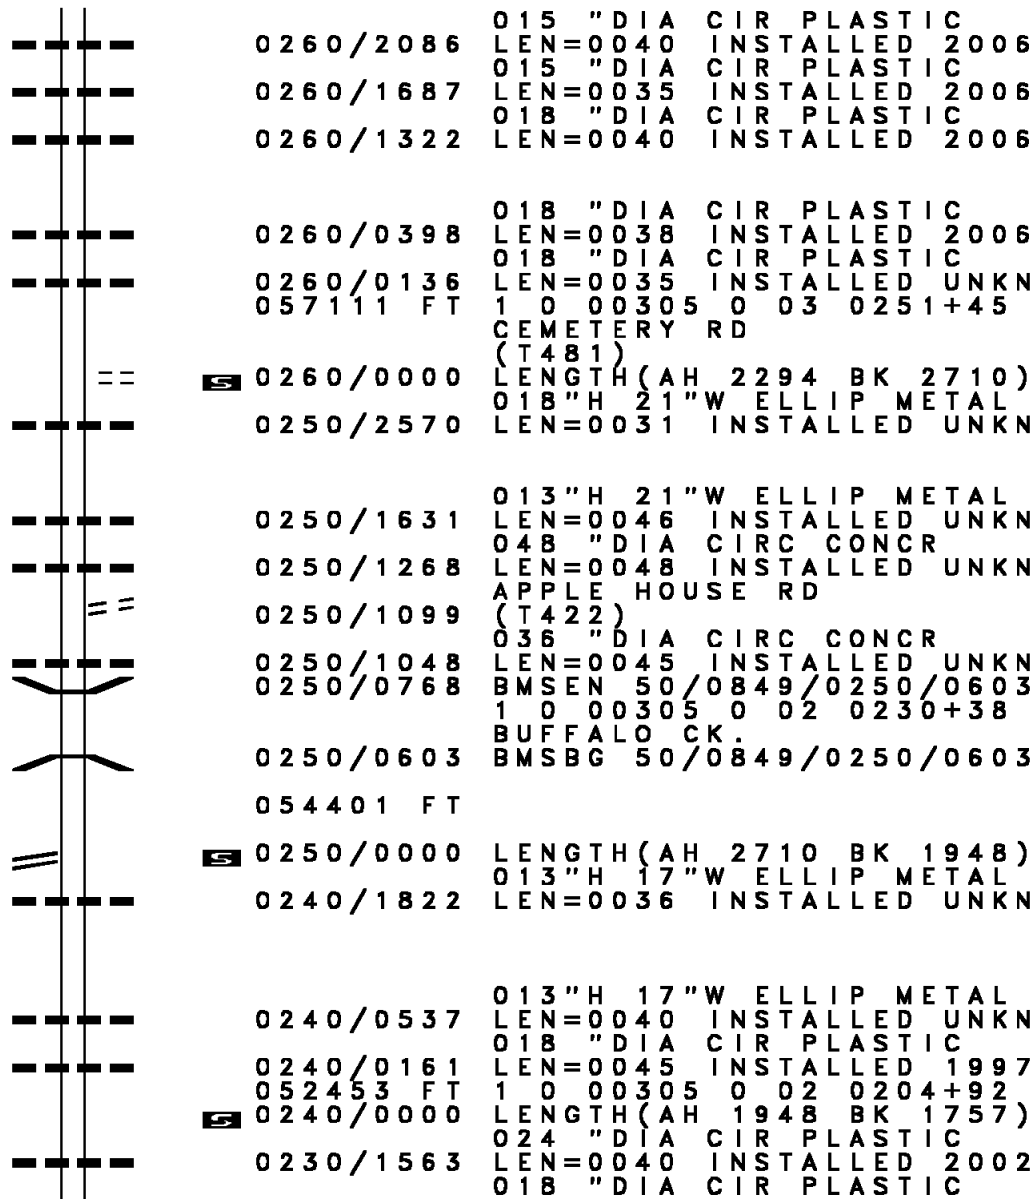 015 "DIA CIR PLASTIC
0260/2086 LEN=0040 INSTALLED 2006
015 "DIA CIR PLASTIC
0260/1687 LEN=0035 INSTALLED 2006
018 "DIA CIR PLASTIC
0260/1322 LEN=0040 INSTALLED 2006
018 "DIA CIR PLASTIC
0260/0398 LEN=0038 INSTALLED 2006
018 "DIA CIR PLASTIC
0260/0136 LEN=0035 INSTALLED UNKN
057111 FT 1 0 00305 0 03 0251+45
CEMETERY RD
(T481)
S 0260/0000 LENGTH(AH 2294 BK 2710)
018"H 21"W ELLIP METAL
0250/2570 LEN=0031 INSTALLED UNKN
013"H 21"W ELLIP METAL
0250/1631 LEN=0046 INSTALLED UNKN
048 "DIA CIRC CONCR
0250/1268 LEN=0048 INSTALLED UNKN
APPLE HOUSE RD
0250/1099 (T422)
036 "DIA CIRC CONCR
0250/1048 LEN=0045 INSTALLED UNKN
0250/0768 BMSEN 50/0849/0250/0603
1 0 00305 0 02 0230+38
BUFFALO CK.
0250/0603 BMSBG 50/0849/0250/0603
054401 FT
S 0250/0000 LENGTH(AH 2710 BK 1948)
013"H 17"W ELLIP METAL
0240/1822 LEN=0036 INSTALLED UNKN
013"H 17"W ELLIP METAL
0240/0537 LEN=0040 INSTALLED UNKN
018 "DIA CIR PLASTIC
0240/0161 LEN=0045 INSTALLED 1997
052453 FT 1 0 00305 0 02 0204+92
S 0240/0000 LENGTH(AH 1948 BK 1757)
024 "DIA CIR PLASTIC
0230/1563 LEN=0040 INSTALLED 2002
018 "DIA CIR PLASTIC